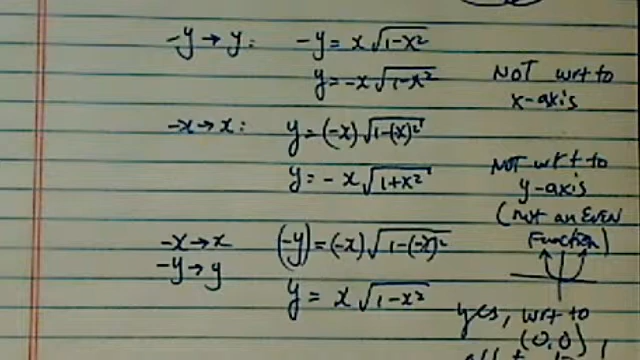 -y → y: -y = x √(1-x²)
y = -x √(1-x²)
NOT wrt to
x-axis
-x → x: y = (-x) √(1-(x)²)
y = - x √(1+x²)
NOT wrt to
y-axis
(not an EVEN
Function)
-x → x (-y) = (-x) √(1-(-x)²)
-y → y
y = x √(1-x²)
yes, wrt to
(0,0)